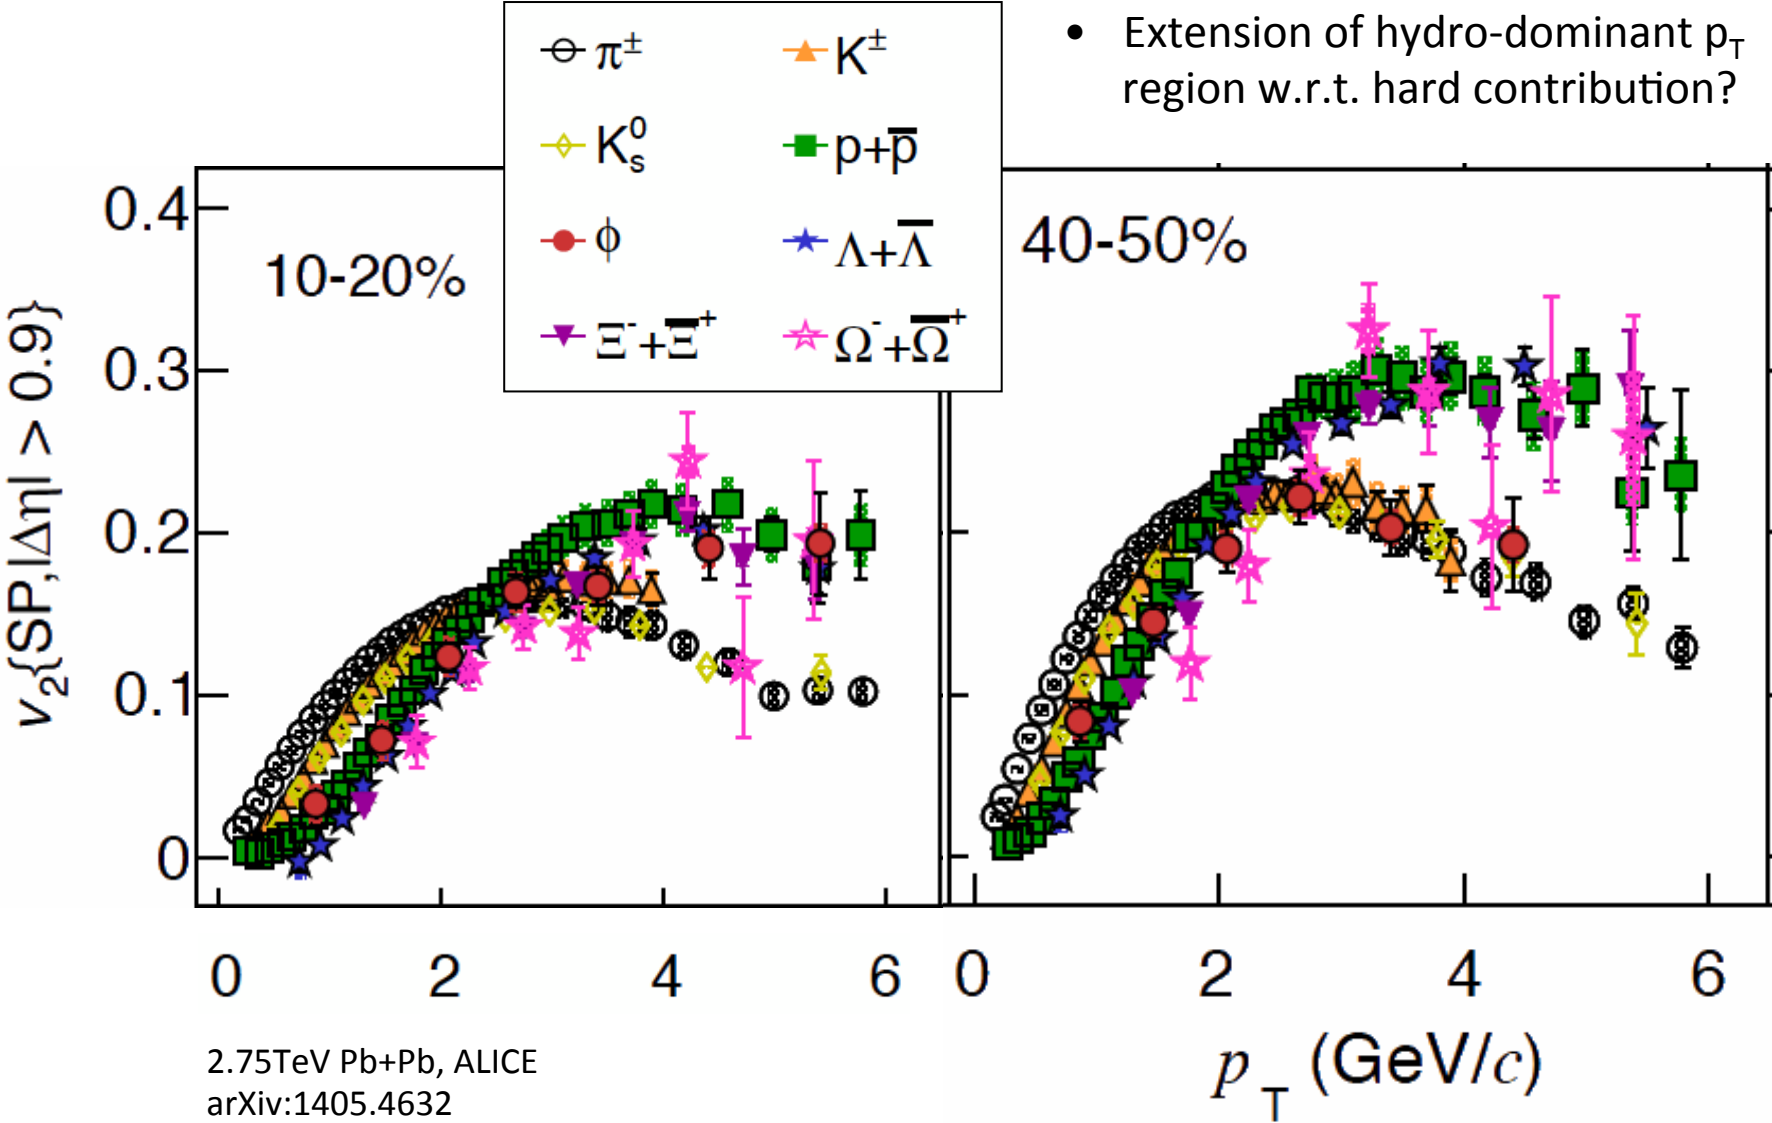 π± K±
K⁰ₛ p+p̅
ϕ Λ+Λ̅
Ξ⁻+Ξ̅⁺ Ω⁻+Ω̅⁺
• Extension of hydro-dominant p_T
region w.r.t. hard contribution?
10-20%
40-50%
v₂{SP,|Δη| > 0.9}
0.4
0.3
0.2
0.1
0
0 2 4 6
0 2 4 6
p_T (GeV/c)
2.75TeV Pb+Pb, ALICE
arXiv:1405.4632